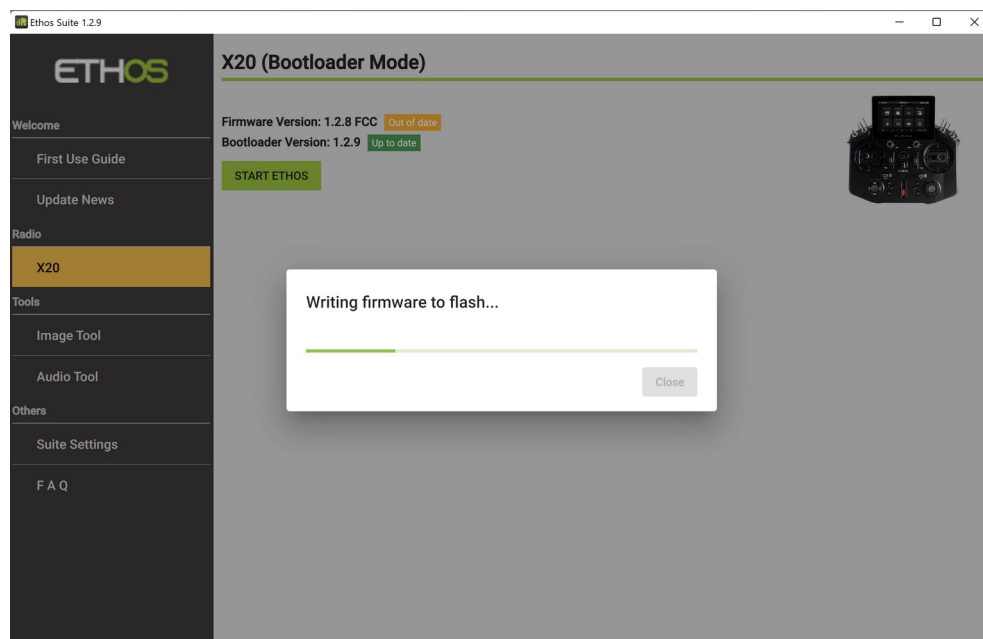 Ethos Suite 1.2.9
ETHOS
Welcome
First Use Guide
Update News
Radio
X20
Tools
Image Tool
Audio Tool
Others
Suite Settings
F A Q
X20 (Bootloader Mode)
Firmware Version: 1.2.8 FCC Out of date
Bootloader Version: 1.2.9 Up to date
START ETHOS
Writing firmware to flash...
Close